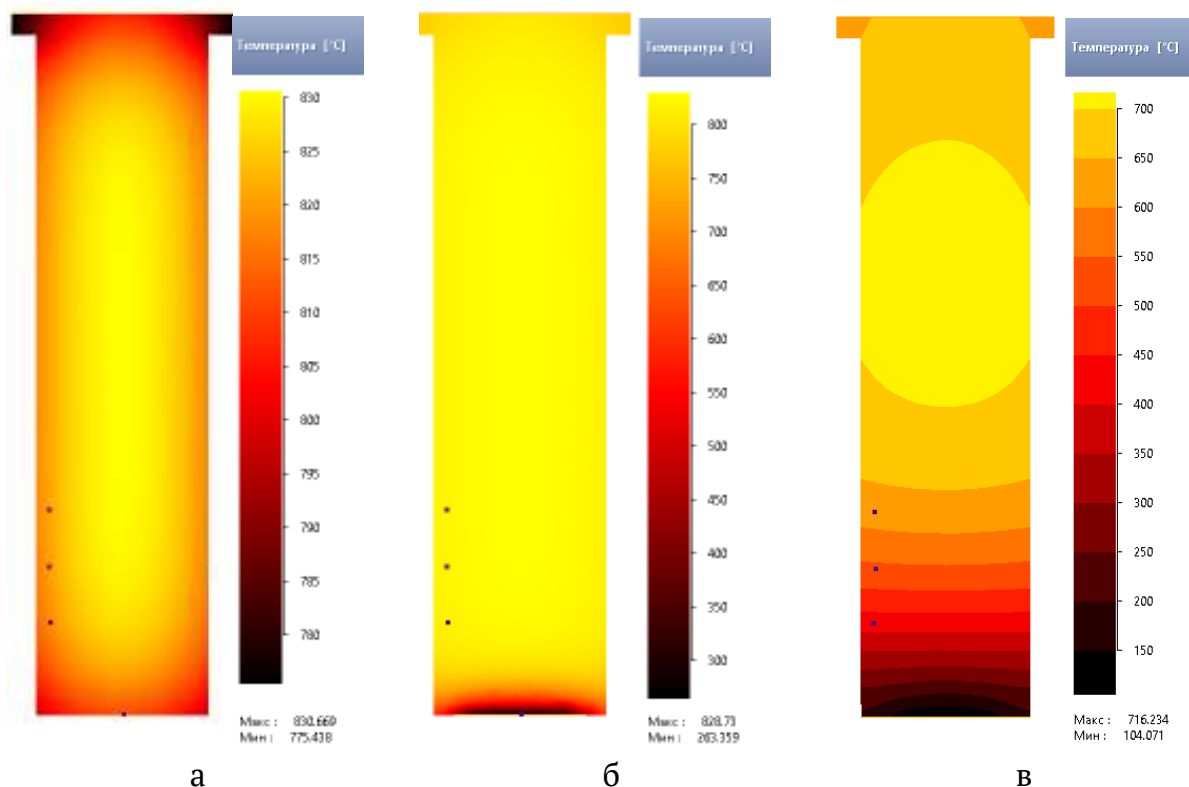 Температура [°C]
830
825
820
815
810
805
800
795
790
785
780
Макс : 830.669
Мин : 775.438
а
Температура [°C]
800
750
700
650
600
550
500
450
400
350
300
Макс : 828.73
Мин : 263.359
б
Температура [°C]
700
650
600
550
500
450
400
350
300
250
200
150
Макс : 716.234
Мин : 104.071
в